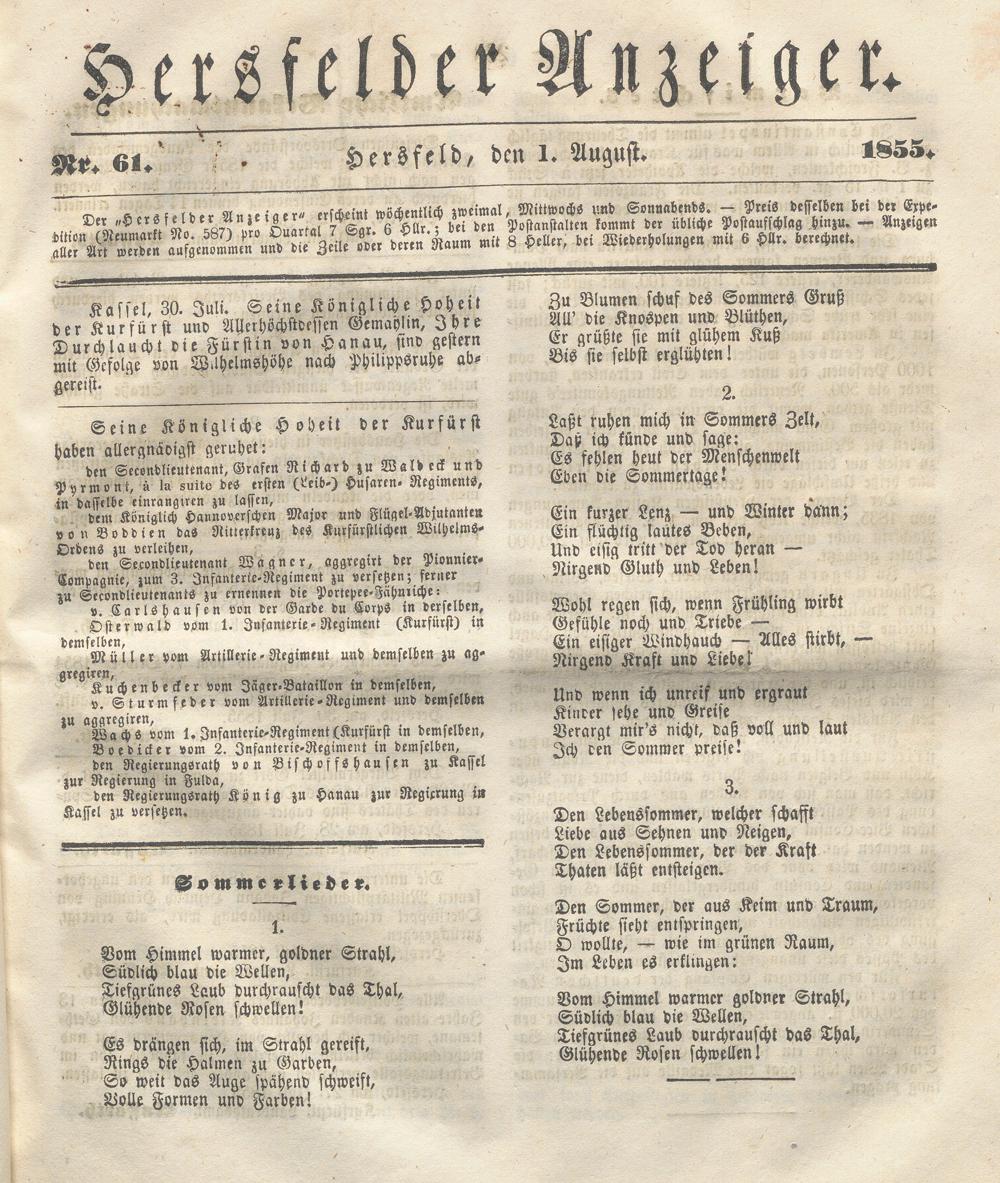 Hersfelder Anzeiger.
Nr. 61. Hersfeld, den 1. August. 1855.
Der „Hersfelder Anzeiger“ erscheint wöchentlich zweimal, Mittwochs und Sonnabends. — Preis desselben bei der Expe-
dition (Neumarkt No. 587) pro Quartal 7 Sgr. 6 Hllr.; bei den Postanstalten kommt der übliche Postaufschlag hinzu. — Anzeigen
aller Art werden aufgenommen und die Zeile oder deren Raum mit 8 Heller, bei Wiederholungen mit 6 Hllr. berechnet.
Kassel, 30. Juli. Seine Königliche Hoheit
der Kurfürst und Allerhöchstdessen Gemahlin, Ihre
Durchlaucht die Fürstin von Hanau, sind gestern
mit Gefolge von Wilhelmshöhe nach Philippsruhe ab-
gereist.
Seine Königliche Hoheit der Kurfürst
haben allergnädigst geruhet:
den Secondlieutenant, Grafen Richard zu Waldeck und
Pyrmont, à la suito des ersten (Leib-) Husaren-Regiments,
in dasselbe einrangiren zu lassen,
dem Königlich Hannoverschen Major und Flügel-Adjutanten
von Boddien das Ritterkreuz des Kurfürstlichen Wilhelms-
Ordens zu verleihen,
den Secondlieutenant Wagner, aggregirt der Pionnier-
Compagnie, zum 3. Infanterie-Regiment zu versetzen; ferner
zu Secondlieutenants zu ernennen die Portepee-Fähnriche:
v. Carlshausen von der Garde du Corps in derselben,
Osterwald vom 1. Infanterie-Regiment (Kurfürst) in
demselben,
Müller vom Artillerie-Regiment und demselben zu ag-
gregiren,
Kuchenbecker vom Jäger-Bataillon in demselben,
v. Sturmfeder vom Artillerie-Regiment und demselben
zu aggregiren,
Wachs vom 1. Infanterie-Regiment (Kurfürst in demselben,
Boedicker vom 2. Infanterie-Regiment in demselben,
den Regierungsrath von Bischoffshausen zu Kassel
zur Regierung in Fulda,
den Regierungsrath König zu Hanau zur Regierung in
Kassel zu versetzen.
Sommerlieder.
1.
Vom Himmel warmer, goldner Strahl,
Südlich blau die Wellen,
Tiefgrünes Laub durchrauscht das Thal,
Glühende Rosen schwellen!
Es drängen sich, im Strahl gereift,
Rings die Halmen zu Garben,
So weit das Auge spähend schweift,
Volle Formen und Farben!
Zu Blumen schuf des Sommers Gruß
All' die Knospen und Blüthen,
Er grüßte sie mit glühem Kuß
Bis sie selbst erglühten!
2.
Laßt ruhen mich in Sommers Zelt,
Daß ich künde und sage:
Es fehlen heut der Menschenwelt
Eben die Sommertage!
Ein kurzer Lenz — und Winter dann;
Ein flüchtig lautes Beben,
Und eisig tritt der Tod heran —
Nirgend Gluth und Leben!
Wohl regen sich, wenn Frühling wirbt
Gefühle noch und Triebe —
Ein eisiger Windhauch — Alles stirbt, —
Nirgend Kraft und Liebe!
Und wenn ich unreif und ergraut
Kinder sehe und Greise
Verargt mir's nicht, daß voll und laut
Ich den Sommer preise!
3.
Den Lebenssommer, welcher schafft
Liebe aus Sehnen und Neigen,
Den Lebenssommer, der der Kraft
Thaten läßt entsteigen.
Den Sommer, der aus Keim und Traum,
Früchte sieht entspringen,
O wollte, — wie im grünen Raum,
Im Leben es erklingen:
Vom Himmel warmer goldner Strahl,
Südlich blau die Wellen,
Tiefgrünes Laub durchrauscht das Thal,
Glühende Rosen schwellen!